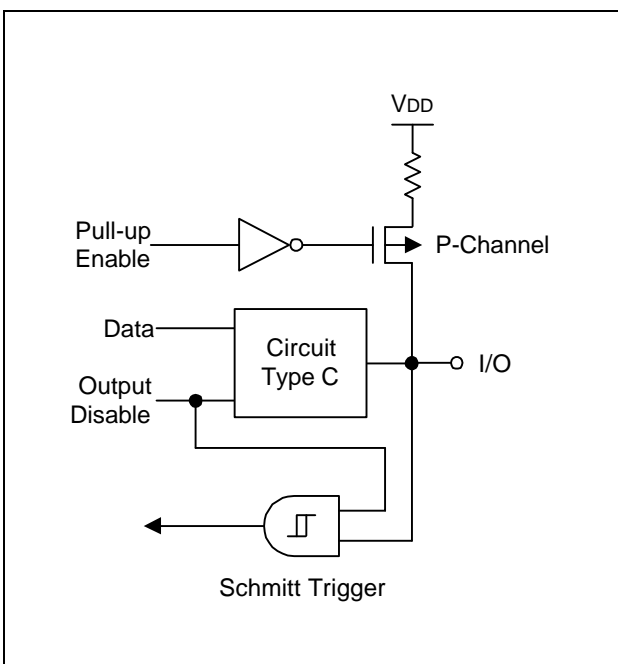 VDD
Pull-up
Enable
P-Channel
Data
Circuit
Type C
I/O
Output
Disable
Schmitt Trigger